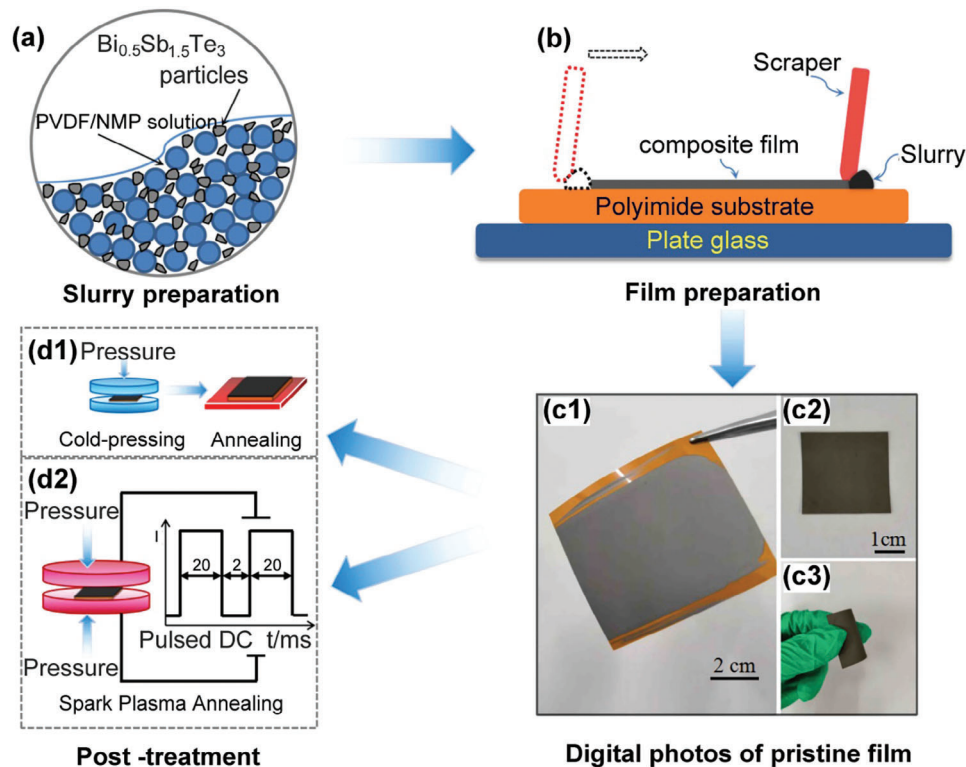 (a)
Bi0.5Sb1.5Te3
particles
PVDF/NMP solution
Slurry preparation
(b)
Scraper
composite film
Slurry
Polyimide substrate
Plate glass
Film preparation
(c1)
2 cm
(c2)
1cm
(c3)
Digital photos of pristine film
(d1)
Pressure
Cold-pressing
Annealing
(d2)
Pressure
I
20 2 20
Pulsed DC t/ms
Pressure
Spark Plasma Annealing
Post -treatment